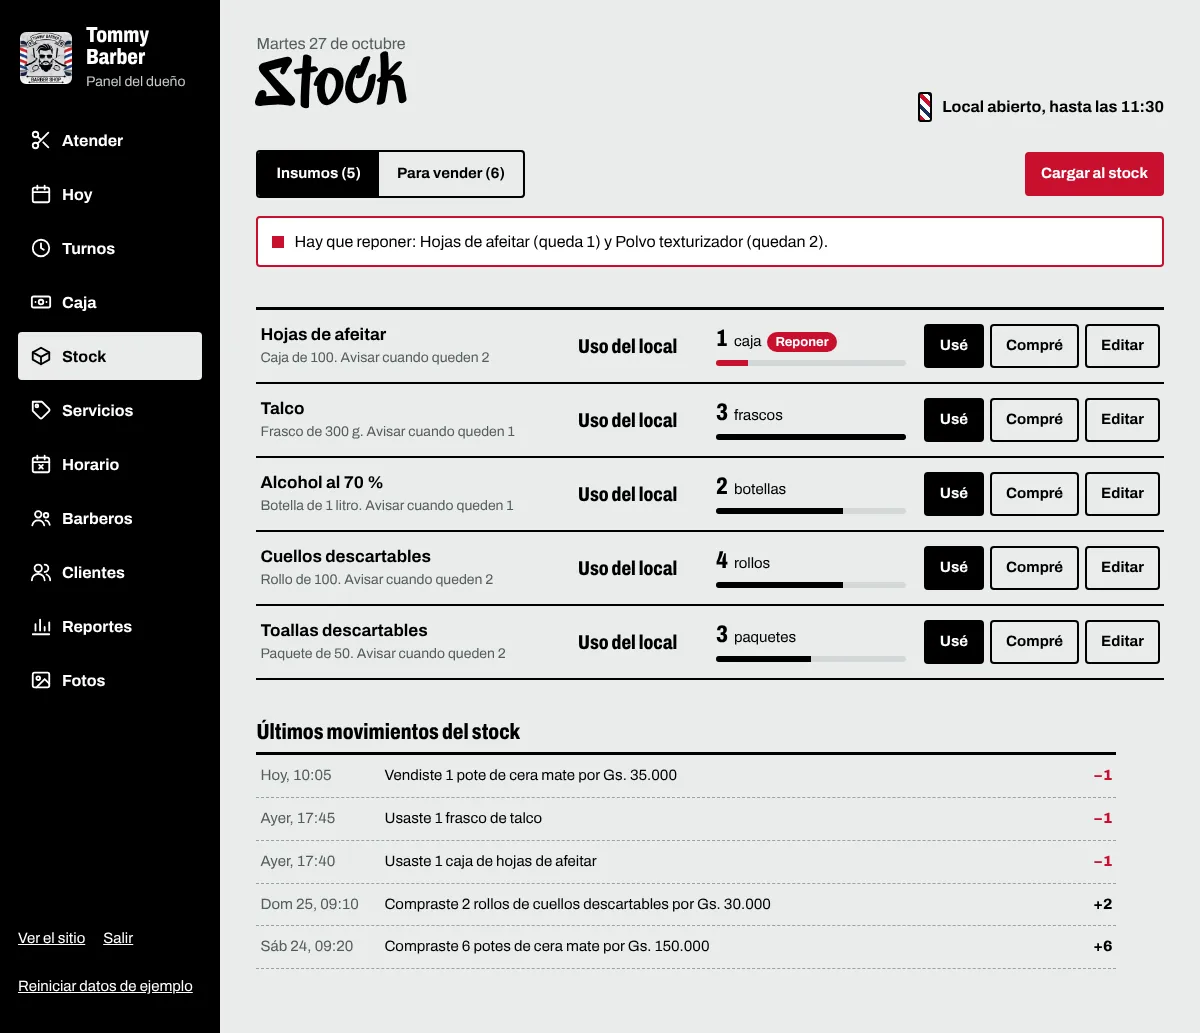 TOMMY BARBER
BARBER SHOP
Tommy
Barber
Panel del dueño
Atender
Hoy
Turnos
Caja
Stock
Servicios
Horario
Barberos
Clientes
Reportes
Fotos
Ver el sitio Salir
Reiniciar datos de ejemplo
Martes 27 de octubre
Stock
Local abierto, hasta las 11:30
Insumos (5) Para vender (6)
Cargar al stock
Hay que reponer: Hojas de afeitar (queda 1) y Polvo texturizador (quedan 2).
Hojas de afeitar
Caja de 100. Avisar cuando queden 2
Uso del local
1 caja Reponer
Usé Compré Editar
Talco
Frasco de 300 g. Avisar cuando queden 1
Uso del local
3 frascos
Usé Compré Editar
Alcohol al 70 %
Botella de 1 litro. Avisar cuando queden 1
Uso del local
2 botellas
Usé Compré Editar
Cuellos descartables
Rollo de 100. Avisar cuando queden 2
Uso del local
4 rollos
Usé Compré Editar
Toallas descartables
Paquete de 50. Avisar cuando queden 2
Uso del local
3 paquetes
Usé Compré Editar
Últimos movimientos del stock
Hoy, 10:05 Vendiste 1 pote de cera mate por Gs. 35.000 −1
Ayer, 17:45 Usaste 1 frasco de talco −1
Ayer, 17:40 Usaste 1 caja de hojas de afeitar −1
Dom 25, 09:10 Compraste 2 rollos de cuellos descartables por Gs. 30.000 +2
Sáb 24, 09:20 Compraste 6 potes de cera mate por Gs. 150.000 +6